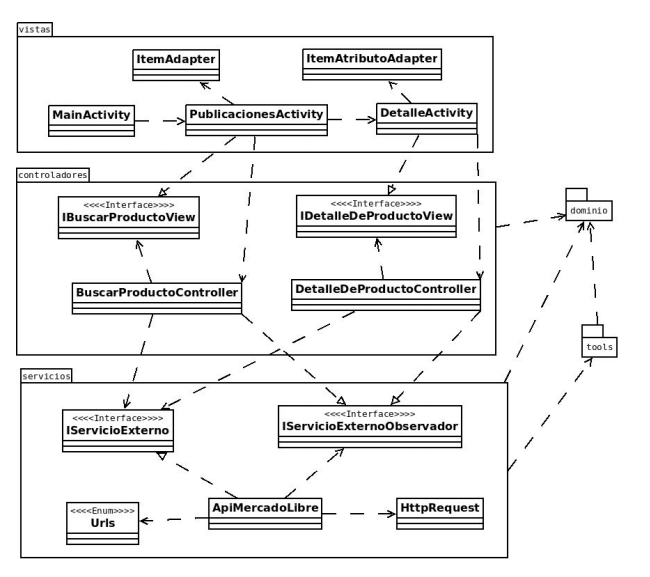 vistas
ItemAdapter
ItemAtributoAdapter
MainActivity
PublicacionesActivity
DetalleActivity
controladores
<<<<Interface>>>>
IBuscarProductoView
<<<<Interface>>>>
IDetalleDeProductoView
dominio
BuscarProductoController
DetalleDeProductoController
tools
servicios
<<<<Interface>>>>
IServicioExterno
<<<<Interface>>>>
IServicioExternoObservador
<<<<Enum>>>>
Urls
ApiMercadoLibre
HttpRequest